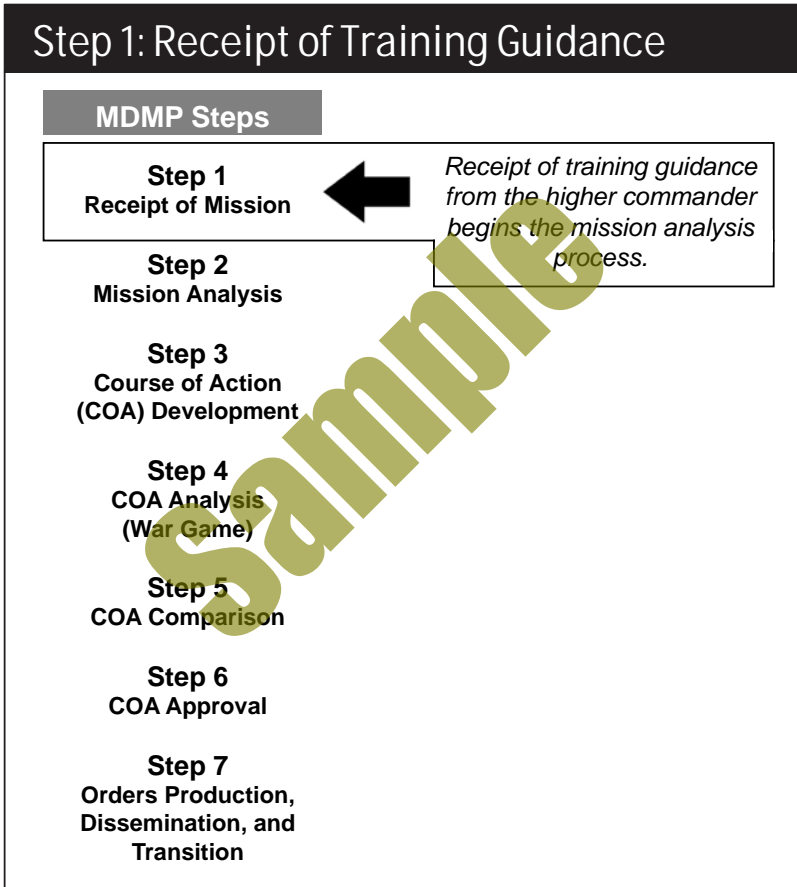 Step 1: Receipt of Training Guidance
MDMP Steps
Step 1
Receipt of Mission
Receipt of training guidance
from the higher commander
begins the mission analysis
process.
Step 2
Mission Analysis
Step 3
Course of Action
(COA) Development
Step 4
COA Analysis
(War Game)
Step 5
COA Comparison
Step 6
COA Approval
Step 7
Orders Production,
Dissemination, and
Transition
Sample